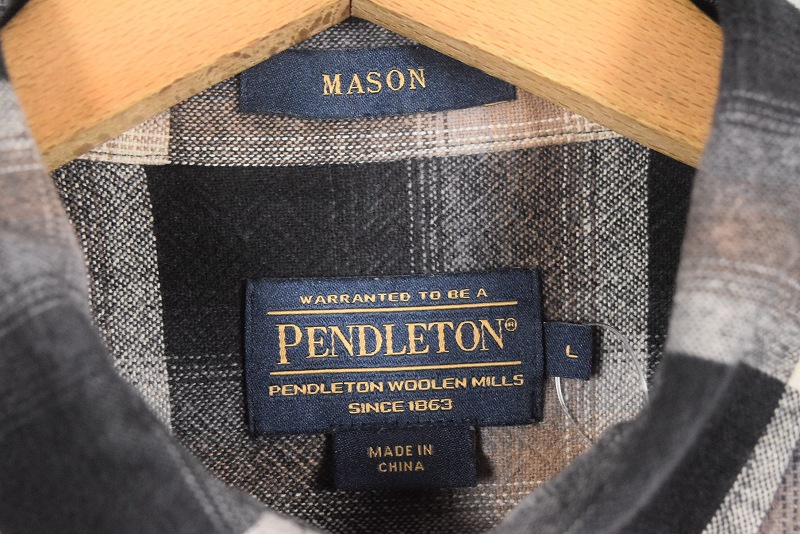 MASON
WARRANTED TO BE A
PENDLETON®
PENDLETON WOOLEN MILLS
SINCE 1863
L
MADE IN
CHINA